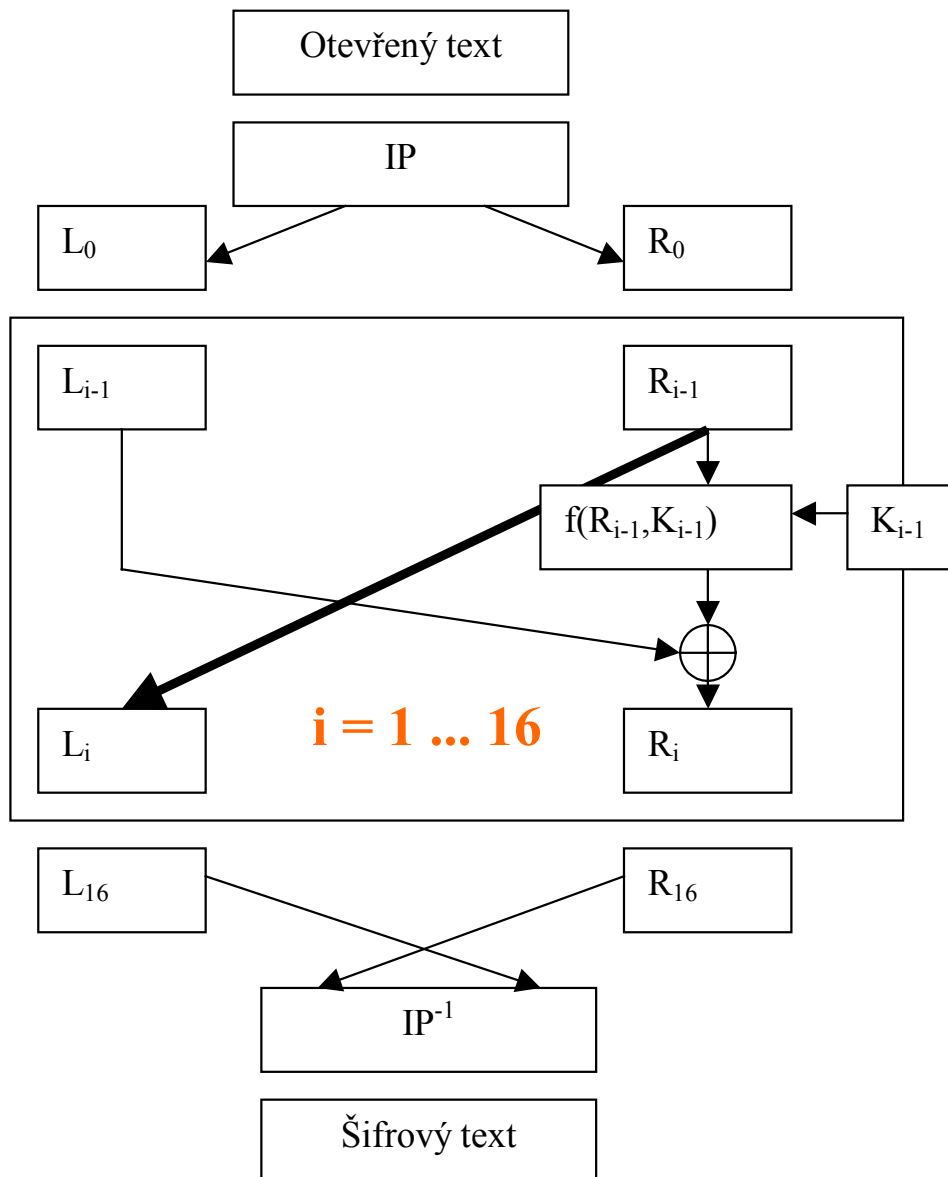 Otevřený text
IP
L₀
R₀
Lᵢ₋₁
Rᵢ₋₁
f(Rᵢ₋₁,Kᵢ₋₁)
Kᵢ₋₁
i = 1 ... 16
Lᵢ
Rᵢ
L₁₆
R₁₆
IP⁻¹
Šifrový text